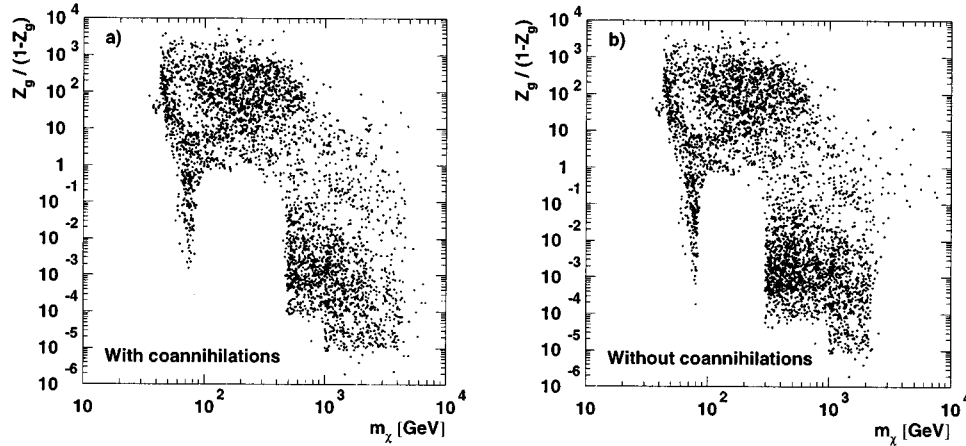 a)
Z_g / (1-Z_g)
10^4
10^3
10^2
10
1
10^-1
10^-2
10^-3
10^-4
10^-5
10^-6
With coannihilations
10 10^2 10^3 10^4
m_χ [GeV]
b)
Z_g / (1-Z_g)
10^4
10^3
10^2
10
1
10^-1
10^-2
10^-3
10^-4
10^-5
10^-6
Without coannihilations
10 10^2 10^3 10^4
m_χ [GeV]